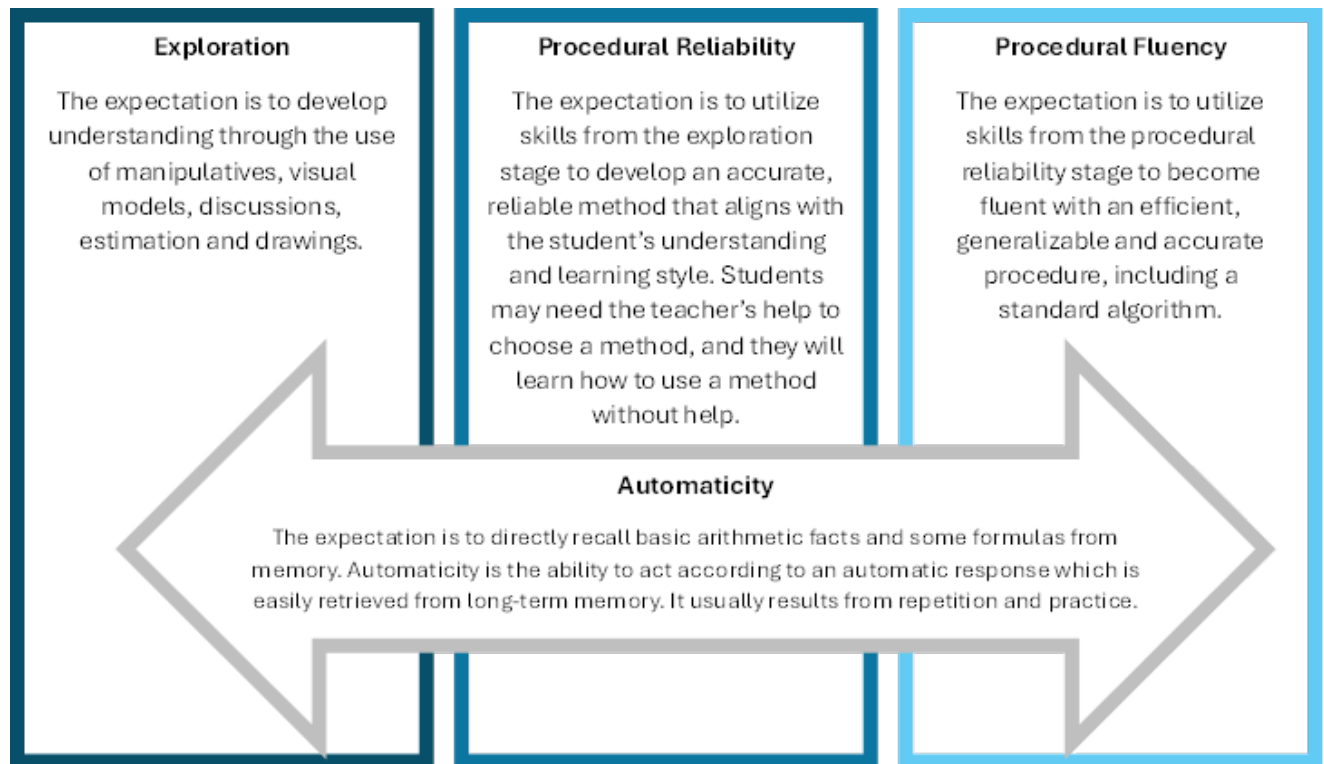 Exploration
The expectation is to develop
understanding through the use
of manipulatives, visual
models, discussions,
estimation and drawings.
Procedural Reliability
The expectation is to utilize
skills from the exploration
stage to develop an accurate,
reliable method that aligns with
the student’s understanding
and learning style. Students
may need the teacher’s help to
choose a method, and they will
learn how to use a method
without help.
Procedural Fluency
The expectation is to utilize
skills from the procedural
reliability stage to become
fluent with an efficient,
generalizable and accurate
procedure, including a
standard algorithm.
Automaticity
The expectation is to directly recall basic arithmetic facts and some formulas from
memory. Automaticity is the ability to act according to an automatic response which is
easily retrieved from long-term memory. It usually results from repetition and practice.